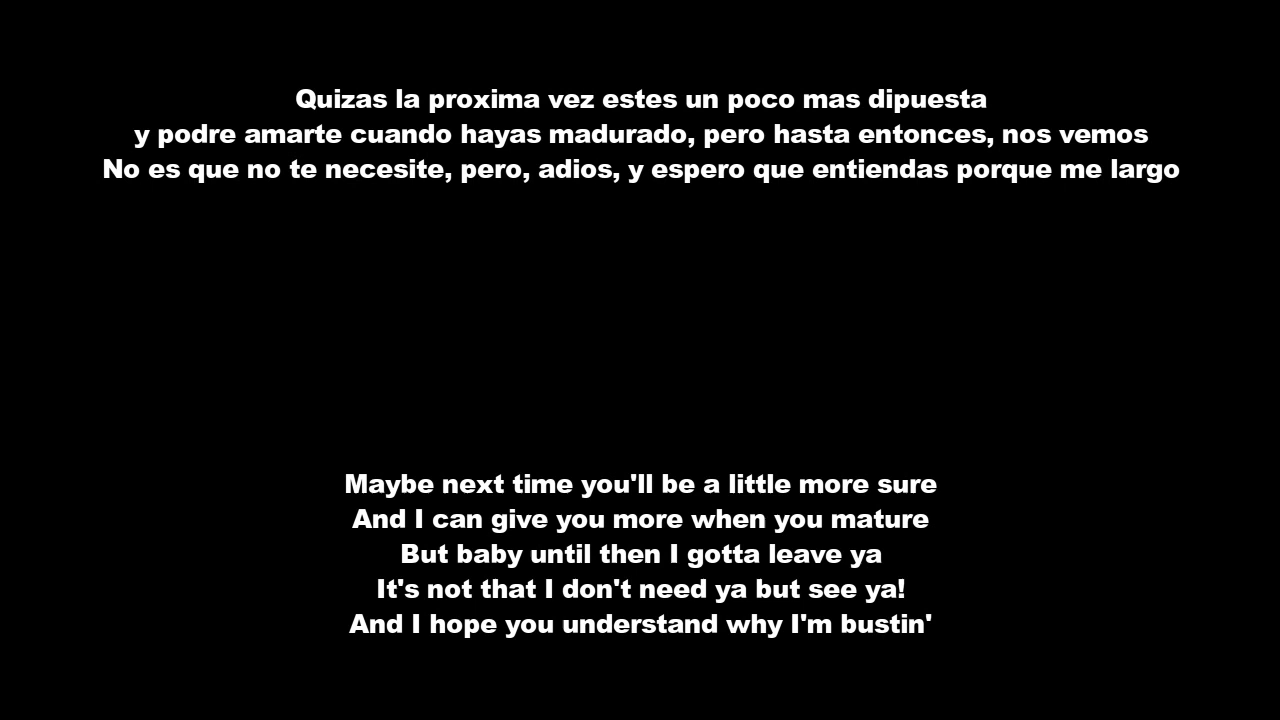 Quizas la proxima vez estes un poco mas dipuesta
y podre amarte cuando hayas madurado, pero hasta entonces, nos vemos
No es que no te necesite, pero, adios, y espero que entiendas porque me largo
Maybe next time you'll be a little more sure
And I can give you more when you mature
But baby until then I gotta leave ya
It's not that I don't need ya but see ya!
And I hope you understand why I'm bustin'